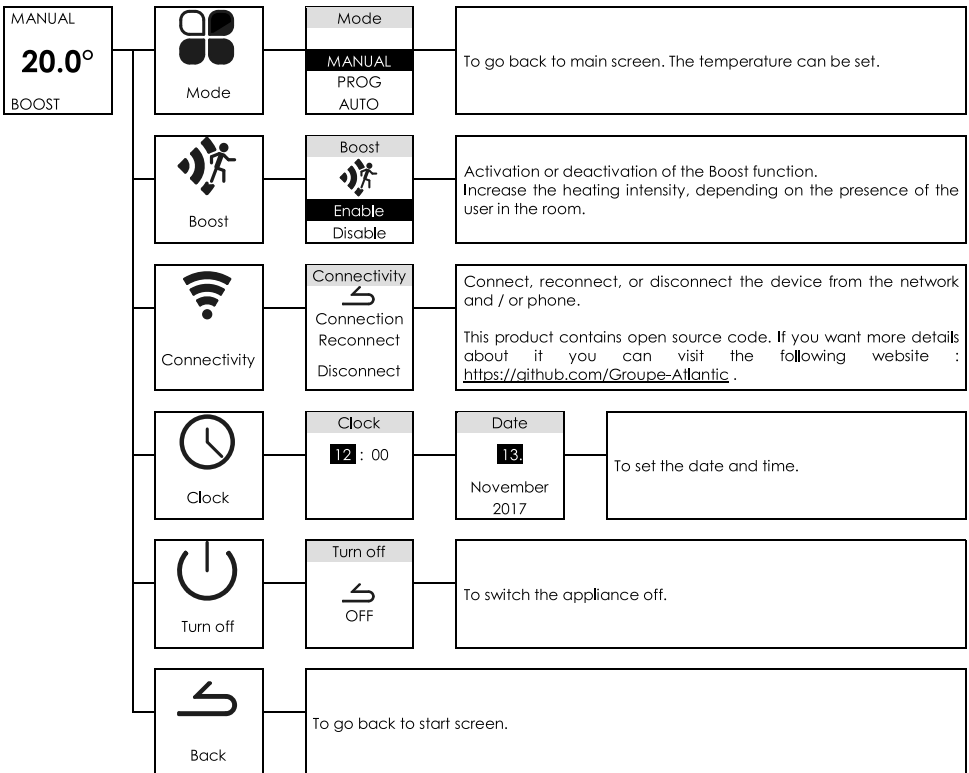 MANUAL
20.0°
BOOST
Mode
Mode
MANUAL
PROG
AUTO
To go back to main screen. The temperature can be set.
Boost
Boost
Enable
Disable
Activation or deactivation of the Boost function.
Increase the heating intensity, depending on the presence of the
user in the room.
Connectivity
Connectivity
Connection
Reconnect
Disconnect
Connect, reconnect, or disconnect the device from the network
and / or phone.
This product contains open source code. If you want more details
about it you can visit the following website :
https://github.com/Groupe-Atlantic .
Clock
Clock
12 : 00
Date
13.
November
2017
To set the date and time.
Turn off
Turn off
OFF
To switch the appliance off.
Back
To go back to start screen.